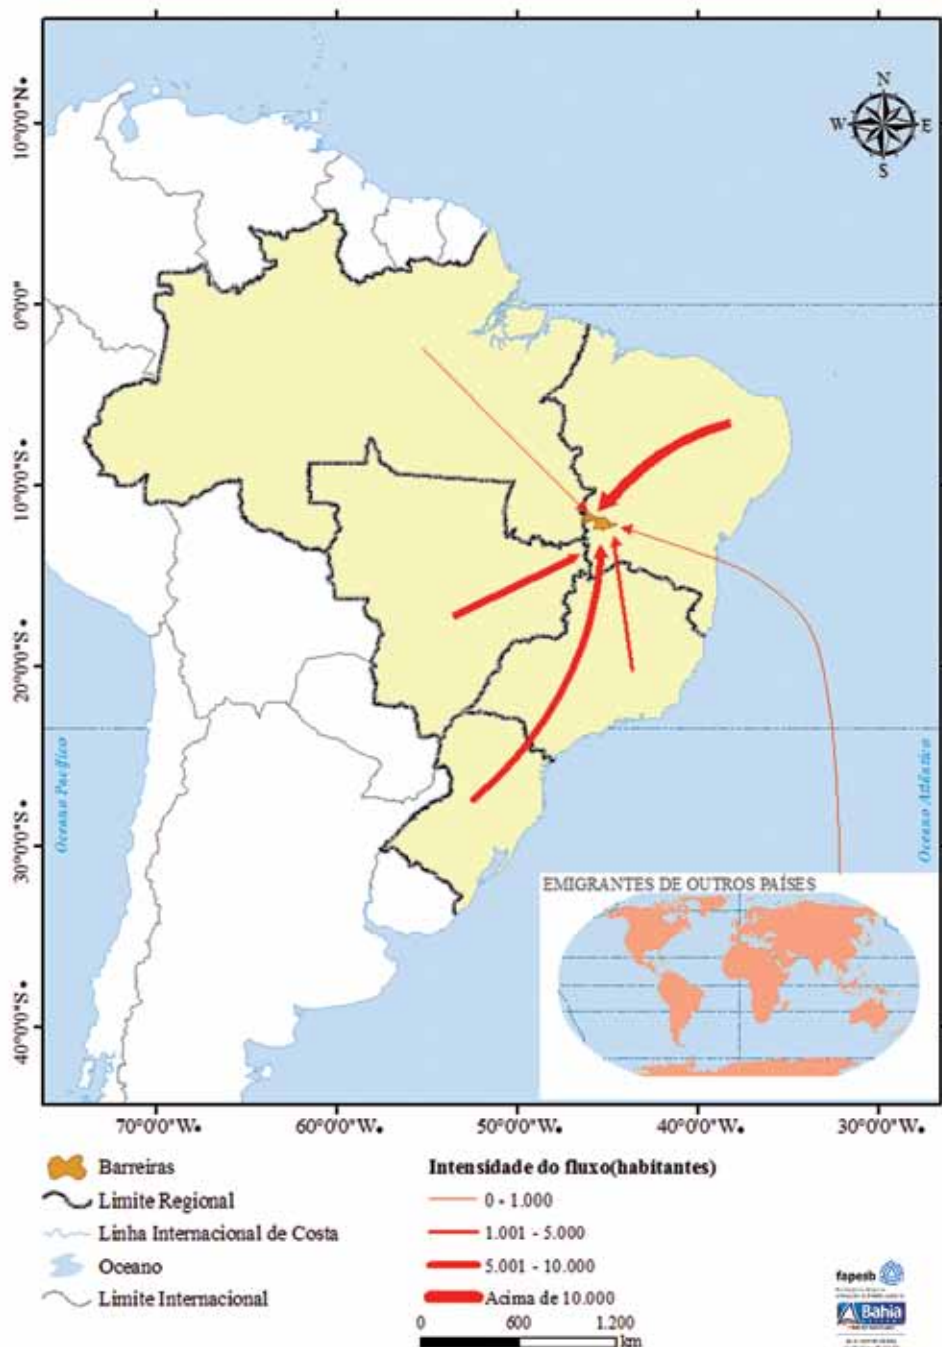 N
W E
S
10°0'0"N
0°0'0"
10°0'0"S
20°0'0"S
30°0'0"S
40°0'0"S
Oceano Pacífico
Oceano Atlântico
EMIGRANTES DE OUTROS PAÍSES
70°0'0"W 60°0'0"W 50°0'0"W 40°0'0"W 30°0'0"W
Barreiras
Limite Regional
Linha Internacional de Costa
Oceano
Limite Internacional
Intensidade do fluxo(habitantes)
0 - 1.000
1.001 - 5.000
5.001 - 10.000
Acima de 10.000
0 600 1.200
km
fapesb
Bahia